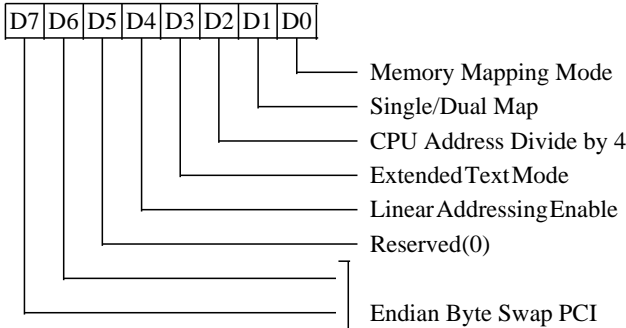 D7 D6 D5 D4 D3 D2 D1 D0
Memory Mapping Mode
Single/Dual Map
CPU Address Divide by 4
Extended Text Mode
Linear Addressing Enable
Reserved(0)
Endian Byte Swap PCI